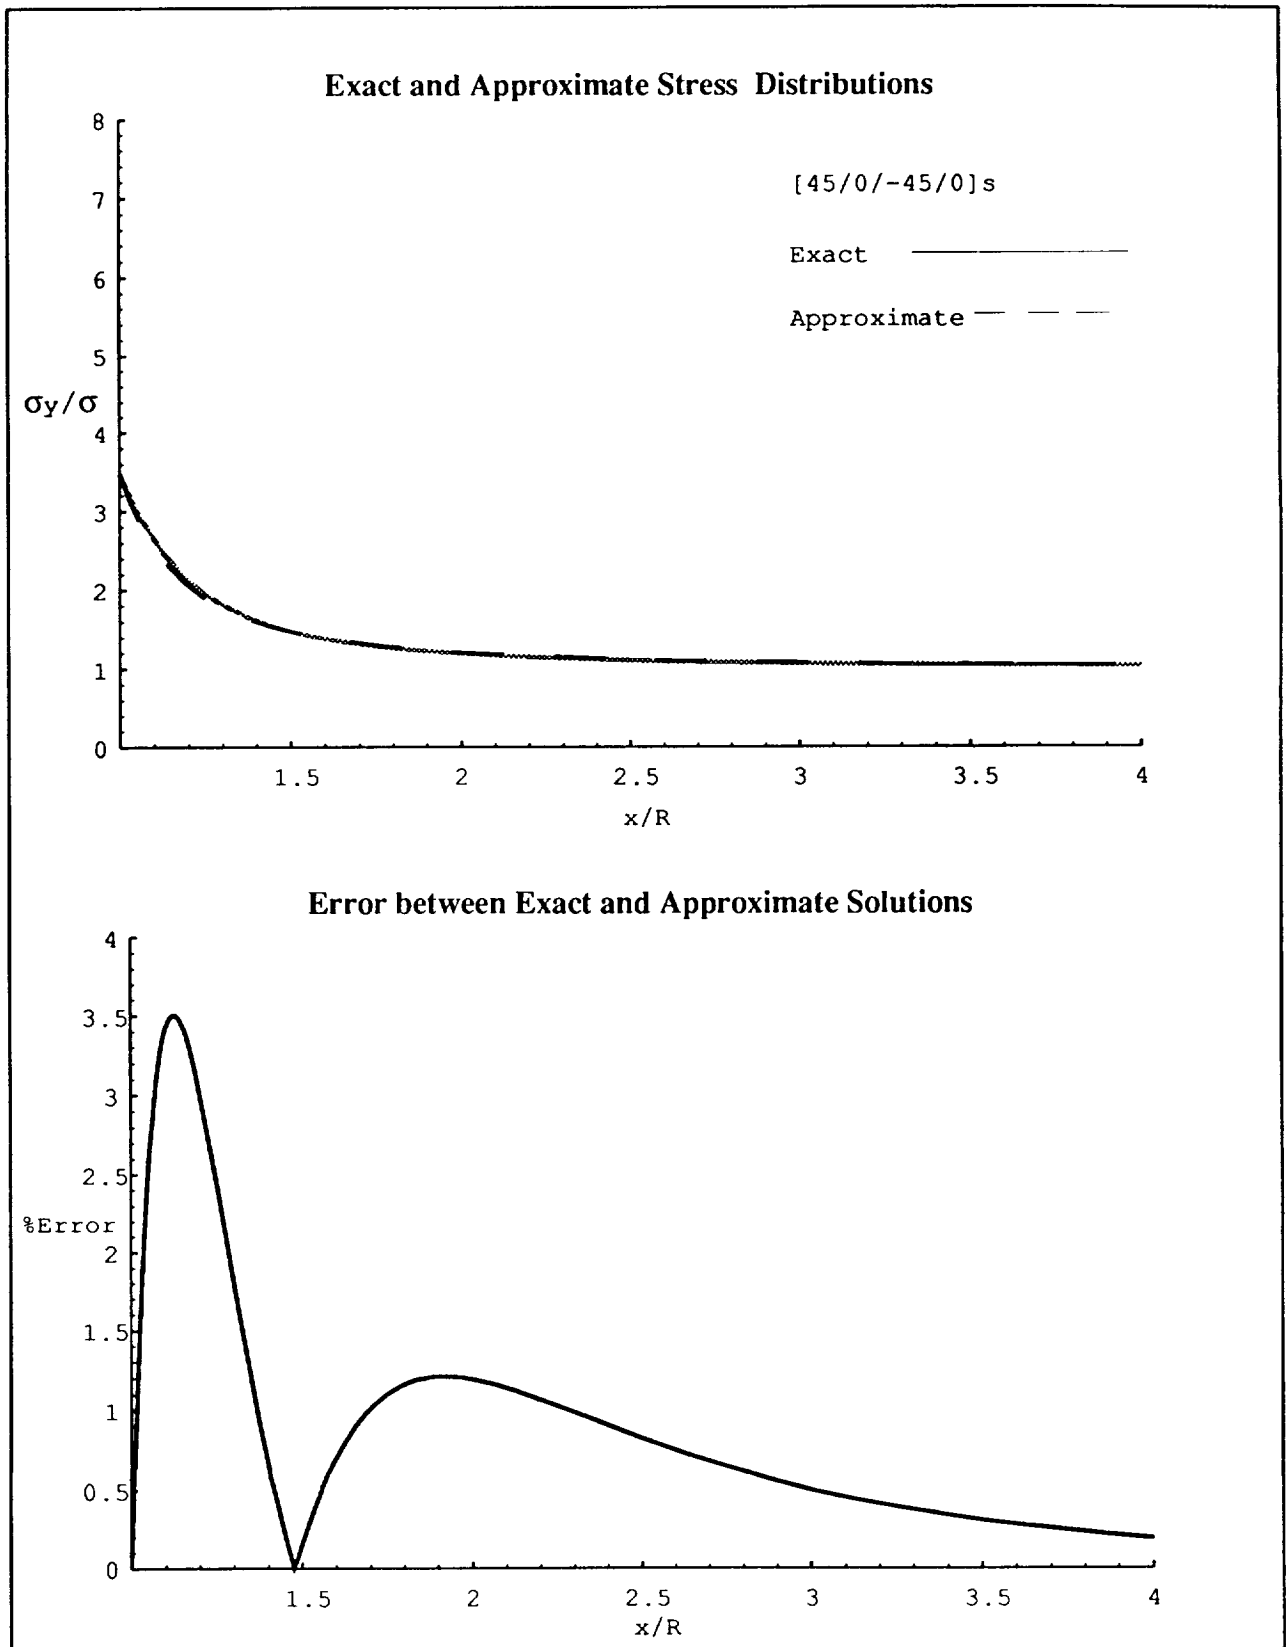 Exact and Approximate Stress Distributions
8
[45/0/-45/0]s
7
Exact
6
Approximate
5
σy/σ
4
3
2
1
0
1.5 2 2.5 3 3.5 4
x/R
Error between Exact and Approximate Solutions
4
3.5
3
2.5
%Error
2
1.5
1
0.5
0
1.5 2 2.5 3 3.5 4
x/R